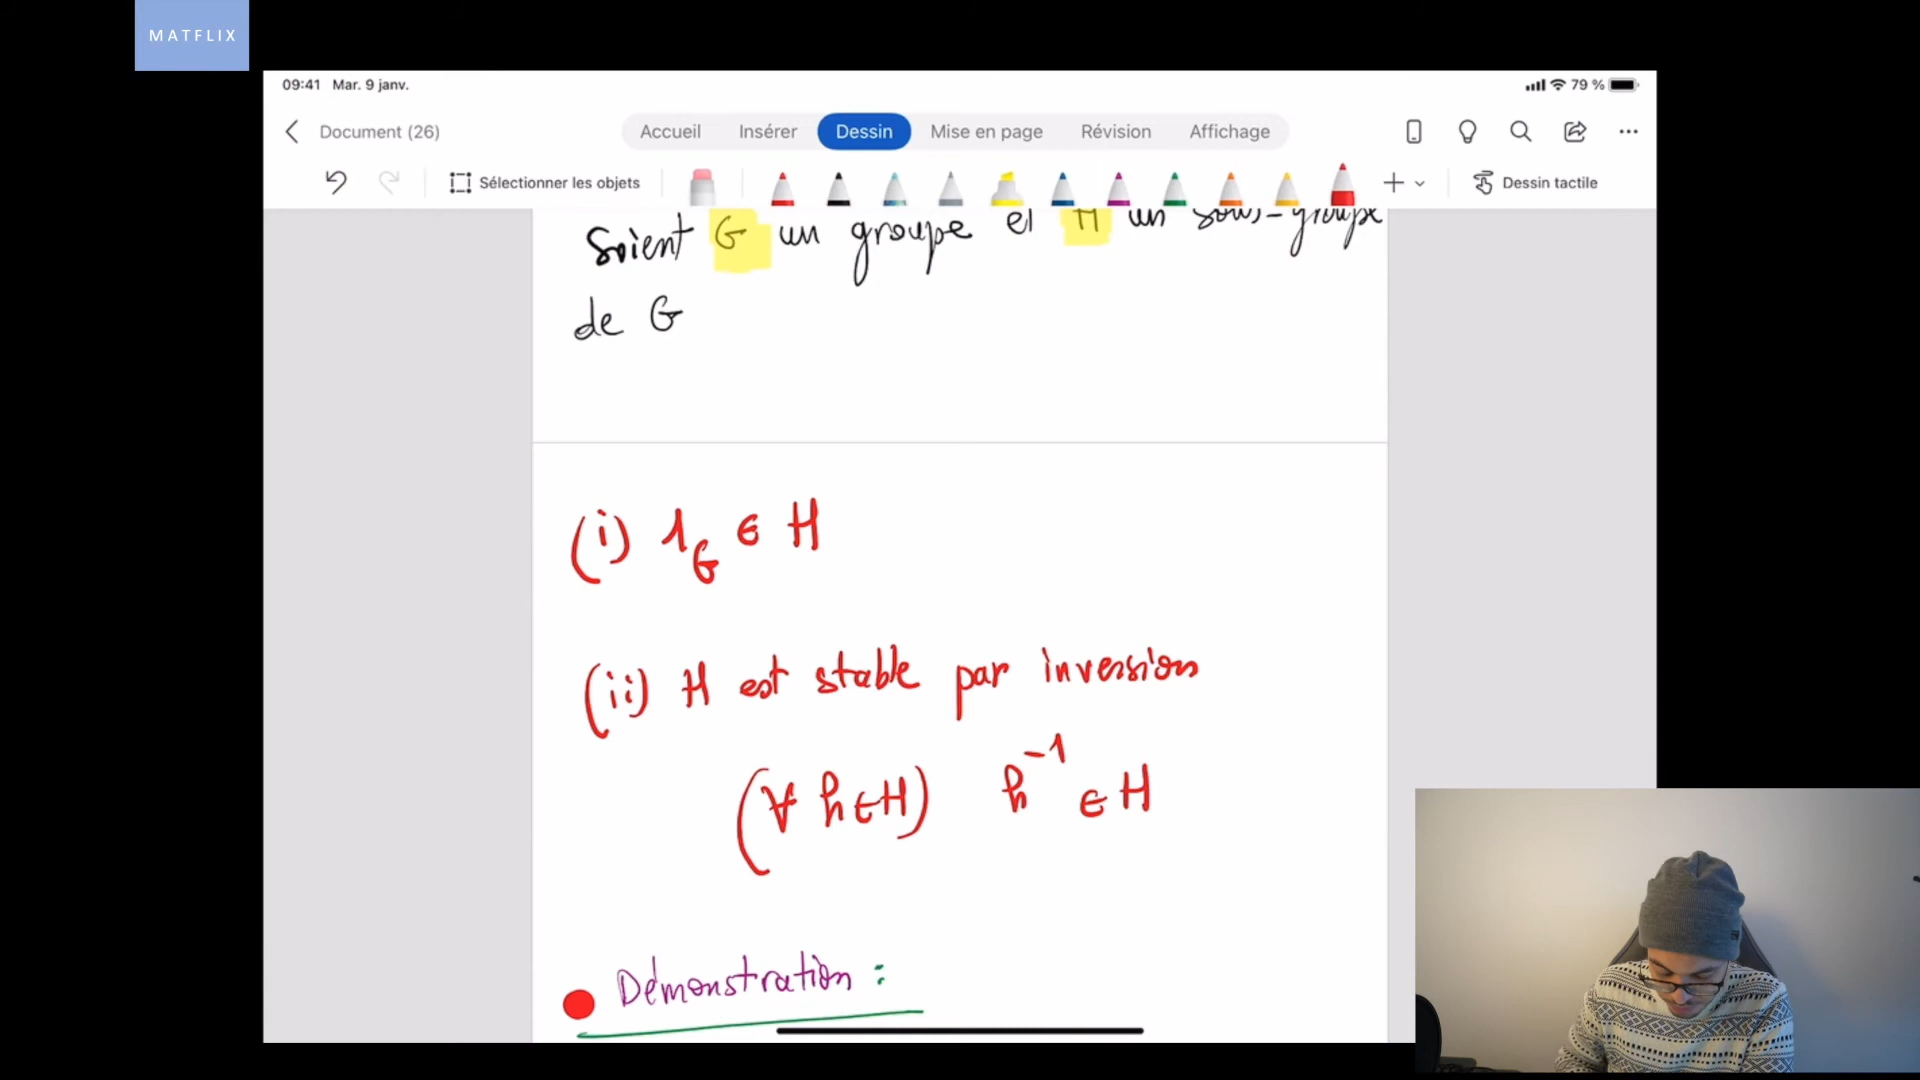 MATFLIX
09:41 Mar. 9 janv.
79 %
Document (26)
Accueil Insérer Dessin Mise en page Révision Affichage
Sélectionner les objets
Dessin tactile
Soient G un groupe et H un sous-groupe
de G
(i) 1_G ∈ H
(ii) H est stable par inversion
(∀ h ∈ H) h⁻¹ ∈ H
Démonstration :